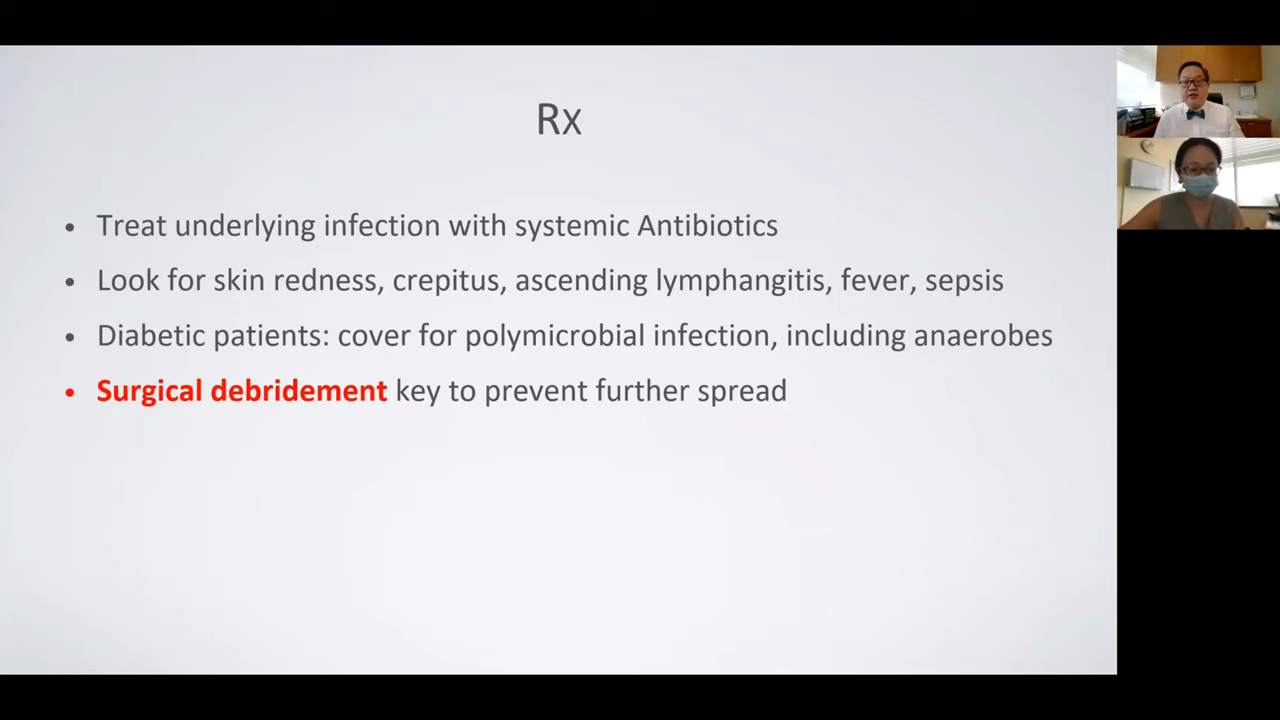 Rx
• Treat underlying infection with systemic Antibiotics
• Look for skin redness, crepitus, ascending lymphangitis, fever, sepsis
• Diabetic patients: cover for polymicrobial infection, including anaerobes
• Surgical debridement key to prevent further spread